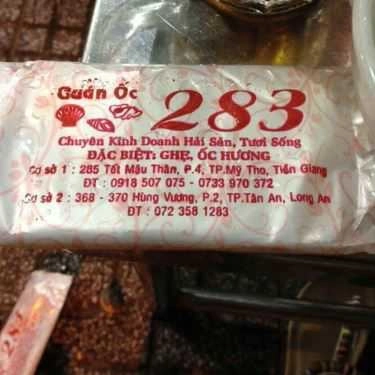 Quán Ốc
283
Chuyên Kinh Doanh Hải Sản, Tươi Sống
ĐẶC BIỆT: GHẸ, ỐC HƯƠNG
Cơ sở 1 : 285 Tết Mậu Thân, P.4, TP.Mỹ Tho, Tiền Giang
ĐT : 0918 507 075 - 0733 970 372
Cơ sở 2 : 368 - 370 Hùng Vương, P.2, TP.Tân An, Long An
ĐT : 072 358 1283
283